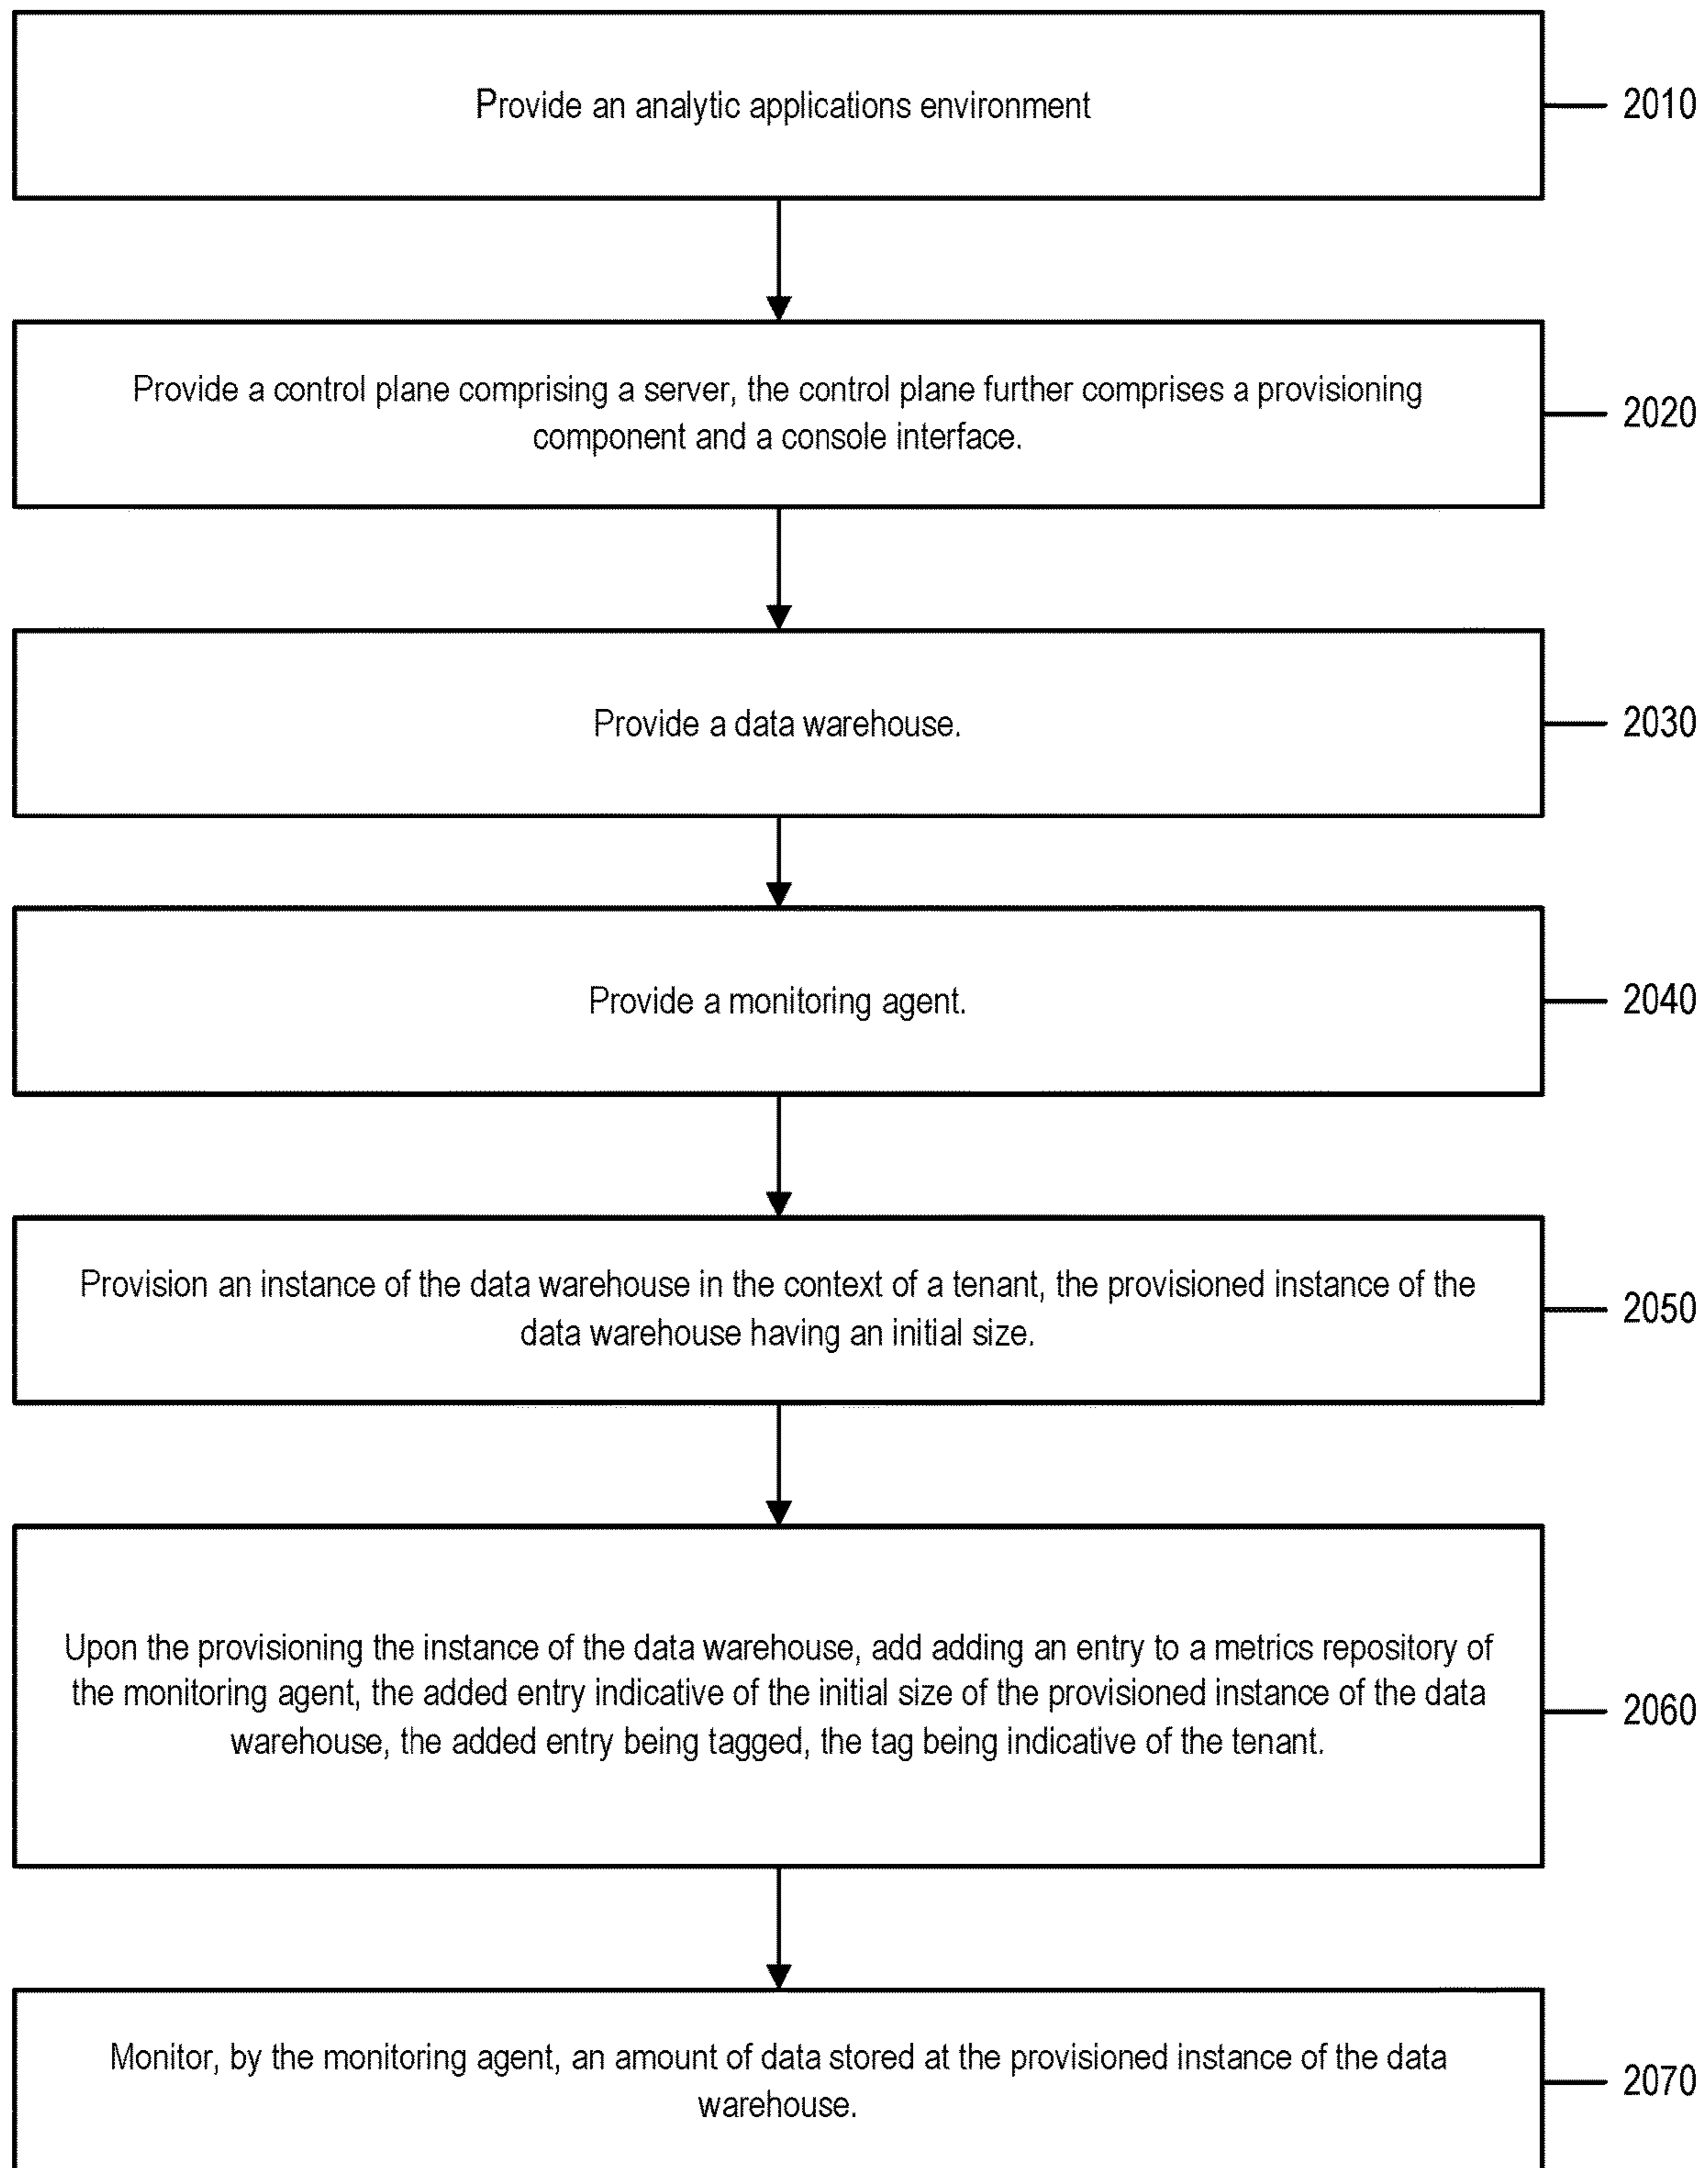 Provide an analytic applications environment
2010
Provide a control plane comprising a server, the control plane further comprises a provisioning
component and a console interface.
2020
Provide a data warehouse.
2030
Provide a monitoring agent.
2040
Provision an instance of the data warehouse in the context of a tenant, the provisioned instance of the
data warehouse having an initial size.
2050
Upon the provisioning the instance of the data warehouse, add adding an entry to a metrics repository of
the monitoring agent, the added entry indicative of the initial size of the provisioned instance of the data
warehouse, the added entry being tagged, the tag being indicative of the tenant.
2060
Monitor, by the monitoring agent, an amount of data stored at the provisioned instance of the data
warehouse.
2070